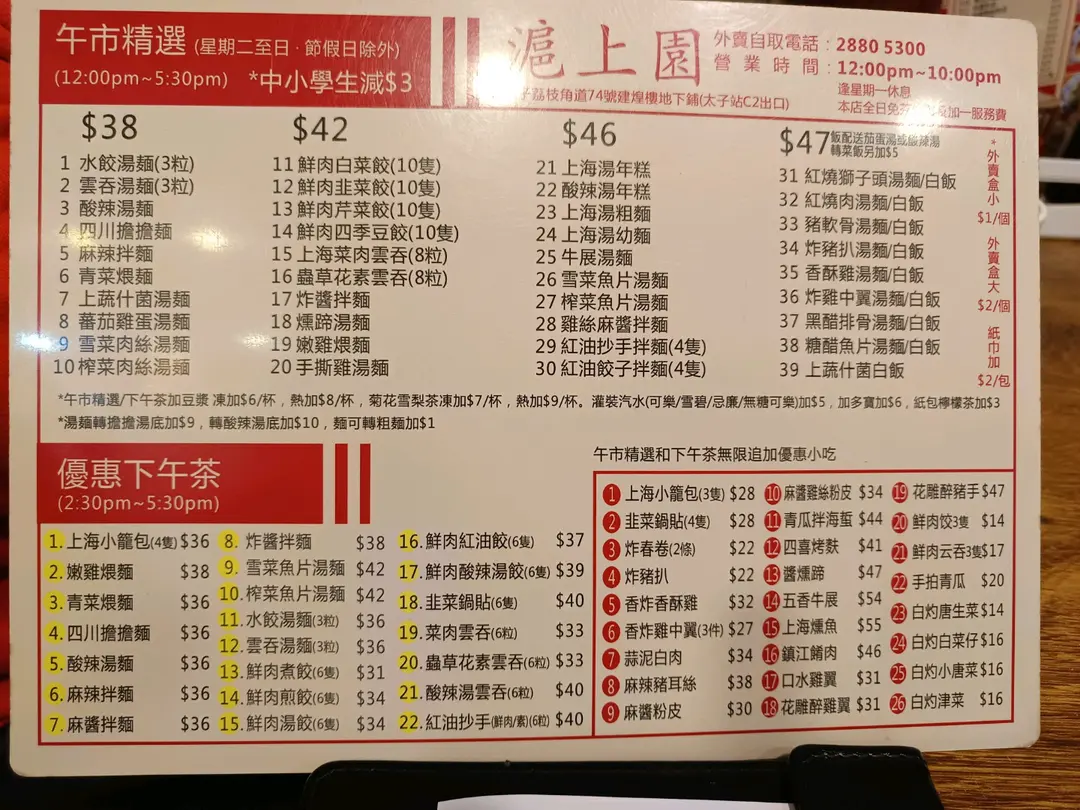 午市精選 (星期二至日·節假日除外)
(12:00pm~5:30pm) *中小學生減$3
滬上園
外賣自取電話：2880 5300
營業時間：12:00pm~10:00pm
逢星期一休息
荔枝角道74號建煌樓地下鋪(太子站C2出口)
本店全日免茶 加一服務費
$38
1 水餃湯麵(3粒)
2 雲吞湯麵(3粒)
3 酸辣湯麵
4 四川擔擔麵
5 麻辣拌麵
6 青菜煨麵
7 上蔬什菌湯麵
8 蕃茄雞蛋湯麵
9 雪菜肉絲湯麵
10 榨菜肉絲湯麵
$42
11 鮮肉白菜餃(10隻)
12 鮮肉韭菜餃(10隻)
13 鮮肉芹菜餃(10隻)
14 鮮肉四季豆餃(10隻)
15 上海菜肉雲吞(8粒)
16 蟲草花素雲吞(8粒)
17 炸醬拌麵
18 燻蹄湯麵
19 嫩雞煨麵
20 手撕雞湯麵
$46
21 上海湯年糕
22 酸辣湯年糕
23 上海湯粗麵
24 上海湯幼麵
25 牛展湯麵
26 雪菜魚片湯麵
27 榨菜魚片湯麵
28 雞絲麻醬拌麵
29 紅油抄手拌麵(4隻)
30 紅油餃子拌麵(4隻)
$47 飯配送茄蛋湯或酸辣湯
轉菜飯另加$5
31 紅燒獅子頭湯麵/白飯
32 紅燒肉湯麵/白飯
33 豬軟骨湯麵/白飯
34 炸豬扒湯麵/白飯
35 香酥雞湯麵/白飯
36 炸雞中翼湯麵/白飯
37 黑醋排骨湯麵/白飯
38 糖醋魚片湯麵/白飯
39 上蔬什菌白飯
*外賣盒小
$1/個
外賣盒大
$2/個
紙巾加
$2/包
*午市精選/下午茶加豆漿 凍加$6/杯，熱加$8/杯，菊花雪梨茶凍加$7/杯，熱加$9/杯。灌裝汽水(可樂/雪碧/忌廉/無糖可樂)加$5，加多寶加$6，紙包檸檬茶加$3
*湯麵轉擔擔湯底加$9，轉酸辣湯底加$10，麵可轉粗麵加$1
優惠下午茶
(2:30pm~5:30pm)
1. 上海小籠包(4隻) $36
2. 嫩雞煨麵 $38
3. 青菜煨麵 $36
4. 四川擔擔麵 $36
5. 酸辣湯麵 $36
6. 麻辣拌麵 $36
7. 麻醬拌麵 $36
8. 炸醬拌麵 $38
9. 雪菜魚片湯麵 $42
10. 榨菜魚片湯麵 $42
11. 水餃湯麵(3粒) $36
12. 雲吞湯麵(3粒) $36
13. 鮮肉煮餃(6隻) $31
14. 鮮肉煎餃(6隻) $34
15. 鮮肉湯餃(6隻) $34
16. 鮮肉紅油餃(6隻) $37
17. 鮮肉酸辣湯餃(6隻) $39
18. 韭菜鍋貼(6隻) $40
19. 菜肉雲吞(6粒) $33
20. 蟲草花素雲吞(6粒) $33
21. 酸辣湯雲吞(6粒) $40
22. 紅油抄手(鮮肉/素)(6粒) $40
午市精選和下午茶無限追加優惠小吃
1 上海小籠包(3隻) $28
2 韭菜鍋貼(4隻) $28
3 炸春卷(2條) $22
4 炸豬扒 $22
5 香炸香酥雞 $32
6 香炸雞中翼(3件) $27
7 蒜泥白肉 $34
8 麻辣豬耳絲 $38
9 麻醬粉皮 $30
10 麻醬雞絲粉皮 $34
11 青瓜拌海蜇 $44
12 四喜烤麩 $41
13 醬燻蹄 $47
14 五香牛展 $54
15 上海燻魚 $55
16 鎮江餚肉 $46
17 口水雞翼 $31
18 花雕醉雞翼 $31
19 花雕醉豬手 $47
20 鮮肉饺3隻 $14
21 鮮肉云吞3隻 $17
22 手拍青瓜 $20
23 白灼唐生菜 $14
24 白灼白菜仔 $16
25 白灼小唐菜 $16
26 白灼津菜 $16